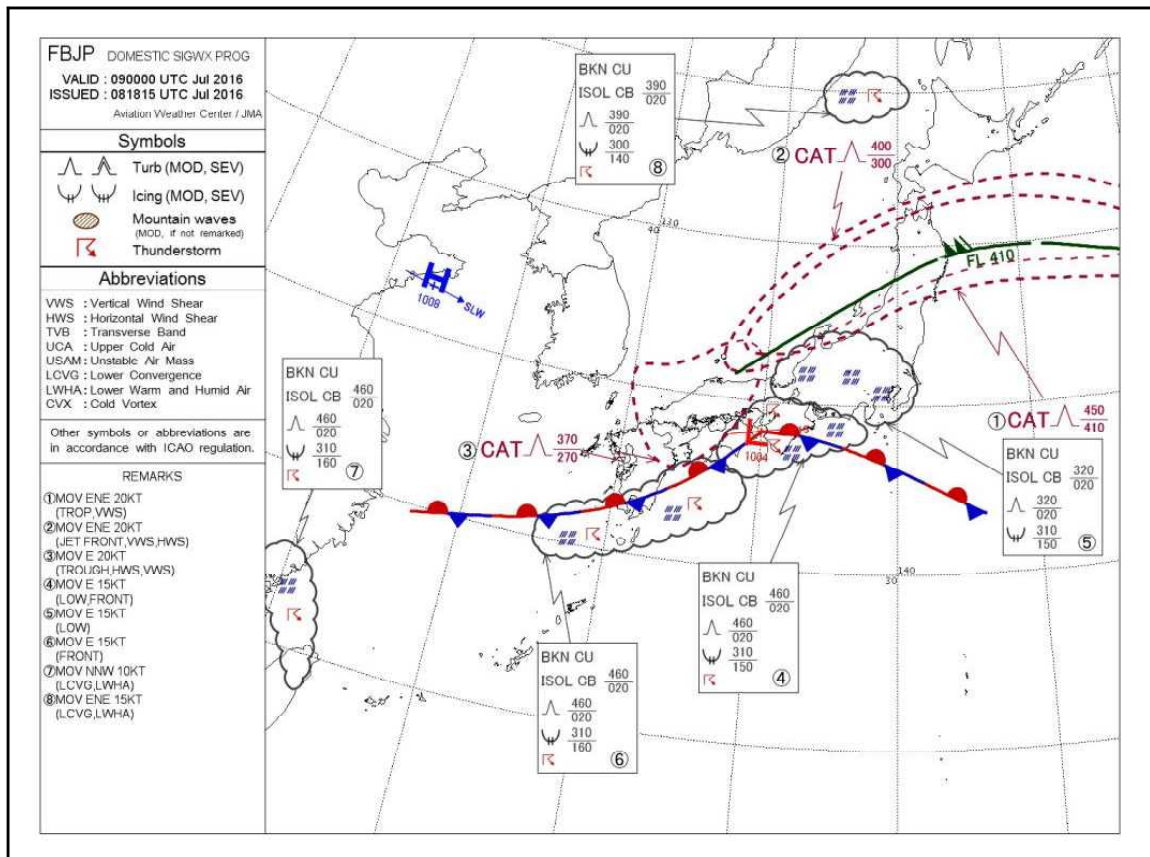 FBJP DOMESTIC SIGWX PROG
VALID : 090000 UTC Jul 2016
ISSUED : 081815 UTC Jul 2016
Aviation Weather Center / JMA
Symbols
Turb (MOD, SEV)
Icing (MOD, SEV)
Mountain waves
(MOD, if not remarked)
Thunderstorm
Abbreviations
VWS : Vertical Wind Shear
HWS : Horizontal Wind Shear
TVB : Transverse Band
UCA : Upper Cold Air
USAM : Unstable Air Mass
LCVG : Lower Convergence
LWHA : Lower Warm and Humid Air
CVX : Cold Vortex
Other symbols or abbreviations are
in accordance with ICAO regulation.
REMARKS
①MOV ENE 20KT
(TROP,VWS)
②MOV ENE 20KT
(JET FRONT,VWS,HWS)
③MOV E 20KT
(TROUGH,HWS,VWS)
④MOV E 15KT
(LOW,FRONT)
⑤MOV E 15KT
(LOW)
⑥MOV E 15KT
(FRONT)
⑦MOV NNW 10KT
(LCVG,LWHA)
⑧MOV ENE 15KT
(LCVG,LWHA)
BKN CU
ISOL CB 390
020
390
020
300
140
⑧
② CAT 400
300
40
130
FL 410
H
1008
SLW
BKN CU
ISOL CB 460
020
460
020
310
160
⑦
③ CAT 370
270
L
1004
① CAT 450
410
BKN CU
ISOL CB 320
020
320
020
310
150
⑤
30
140
BKN CU
ISOL CB 460
020
460
020
310
150
④
BKN CU
ISOL CB 460
020
460
020
310
160
⑥